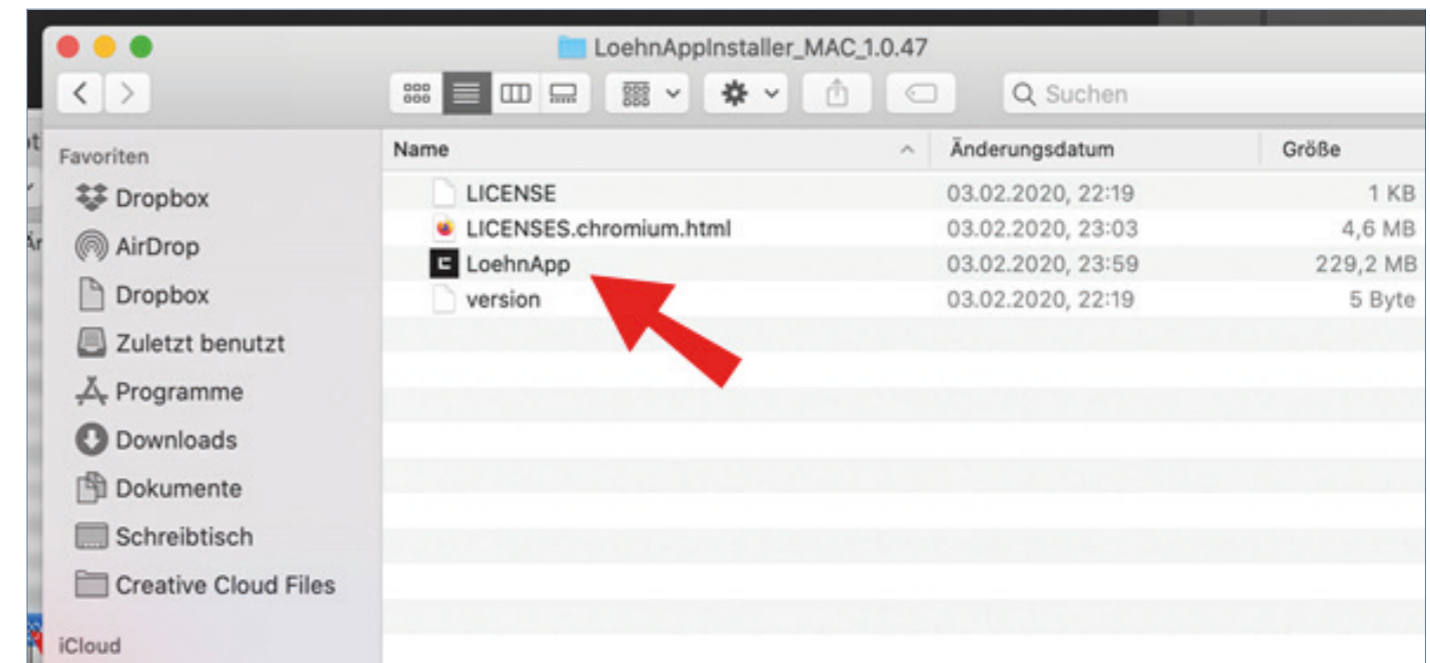 LoehnAppInstaller_MAC_1.0.47
Suchen
Favoriten
Dropbox
AirDrop
Dropbox
Zuletzt benutzt
Programme
Downloads
Dokumente
Schreibtisch
Creative Cloud Files
iCloud
Name Änderungsdatum Größe
LICENSE 03.02.2020, 22:19 1 KB
LICENSES.chromium.html 03.02.2020, 23:03 4,6 MB
LoehnApp 03.02.2020, 23:59 229,2 MB
version 03.02.2020, 22:19 5 Byte